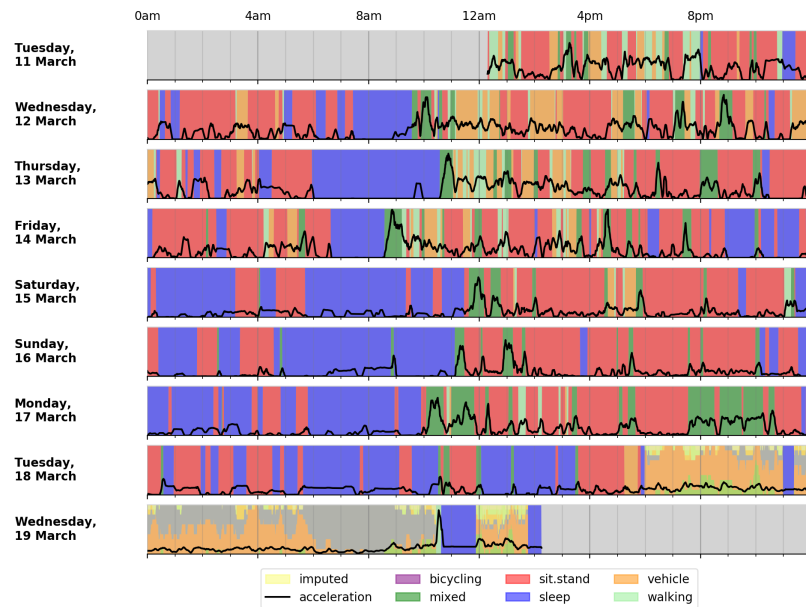 0am 4am 8am 12am 4pm 8pm
Tuesday,
11 March
Wednesday,
12 March
Thursday,
13 March
Friday,
14 March
Saturday,
15 March
Sunday,
16 March
Monday,
17 March
Tuesday,
18 March
Wednesday,
19 March
imputed bicycling sit.stand vehicle
acceleration mixed sleep walking